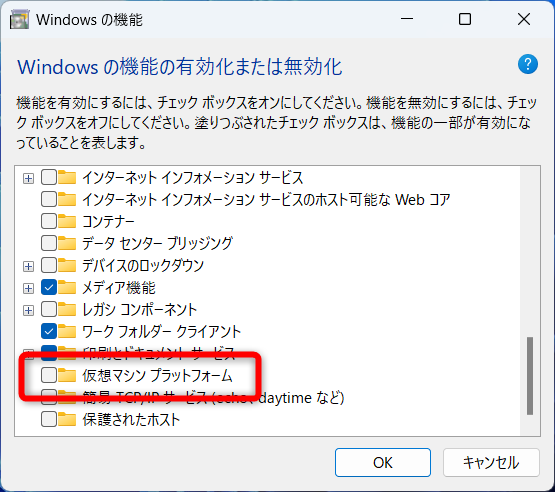 Windows の機能
Windows の機能の有効化または無効化
機能を有効にするには、チェック ボックスをオンにしてください。機能を無効にするには、チェッ
ク ボックスをオフにしてください。塗りつぶされたチェック ボックスは、機能の一部が有効になっ
ていることを表します。
インターネット インフォメーション サービス
インターネット インフォメーション サービスのホスト可能な Web コア
コンテナー
データ センター ブリッジング
デバイスのロックダウン
メディア機能
レガシ コンポーネント
ワーク フォルダー クライアント
印刷とドキュメント サービス
仮想マシン プラットフォーム
簡易 TCP/IP サービス (echo、daytime など)
保護されたホスト
OK
キャンセル